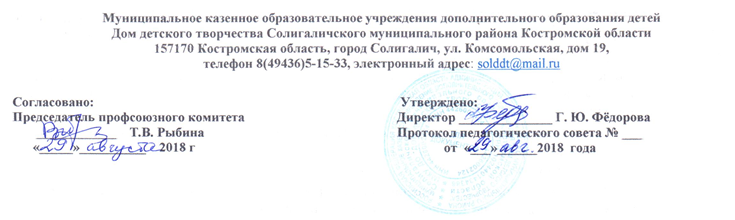 Муниципальное казенное образовательное учреждения дополнительного образования детей
Дом детского творчества Солигаличского муниципального района Костромской области
157170 Костромская область, город Солигалич, ул. Комсомольская, дом 19,
телефон 8(49436)5-15-33, электронный адрес: solddt@mail.ru
Согласовано: Утверждено:
Председатель профсоюзного комитета Директор ______________ Г. Ю. Фёдорова
____________ Т.В. Рыбина Протокол педагогического совета № ___
«29» августа 2018 г от «29» авг. 2018 года